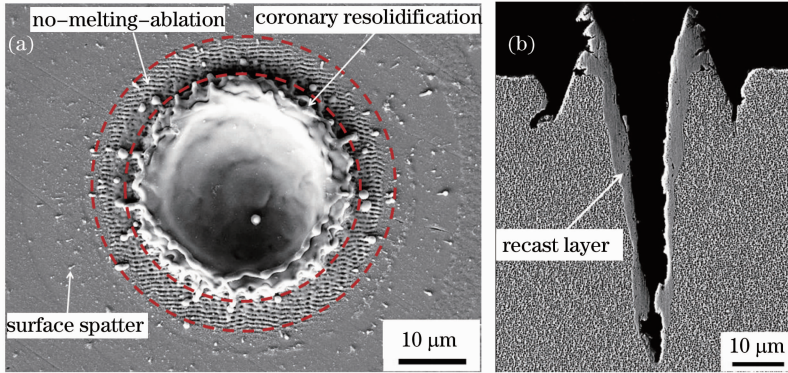 no-melting-ablation
coronary resolidification
(a)
surface spatter
10 μm
(b)
recast layer
10 μm